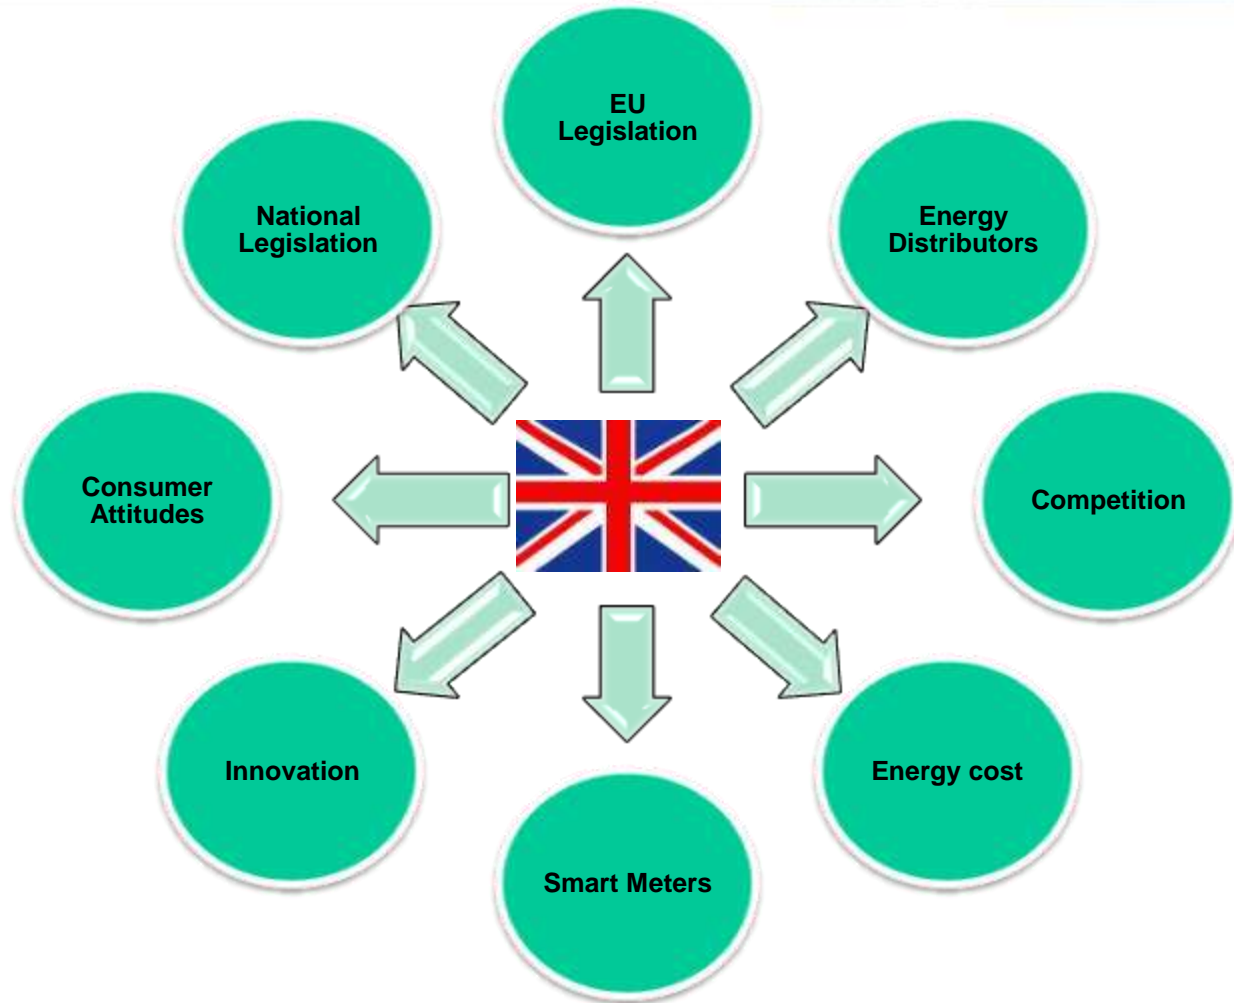 EU
Legislation
National
Legislation
Energy
Distributors
Consumer
Attitudes
Competition
Innovation
Energy cost
Smart Meters